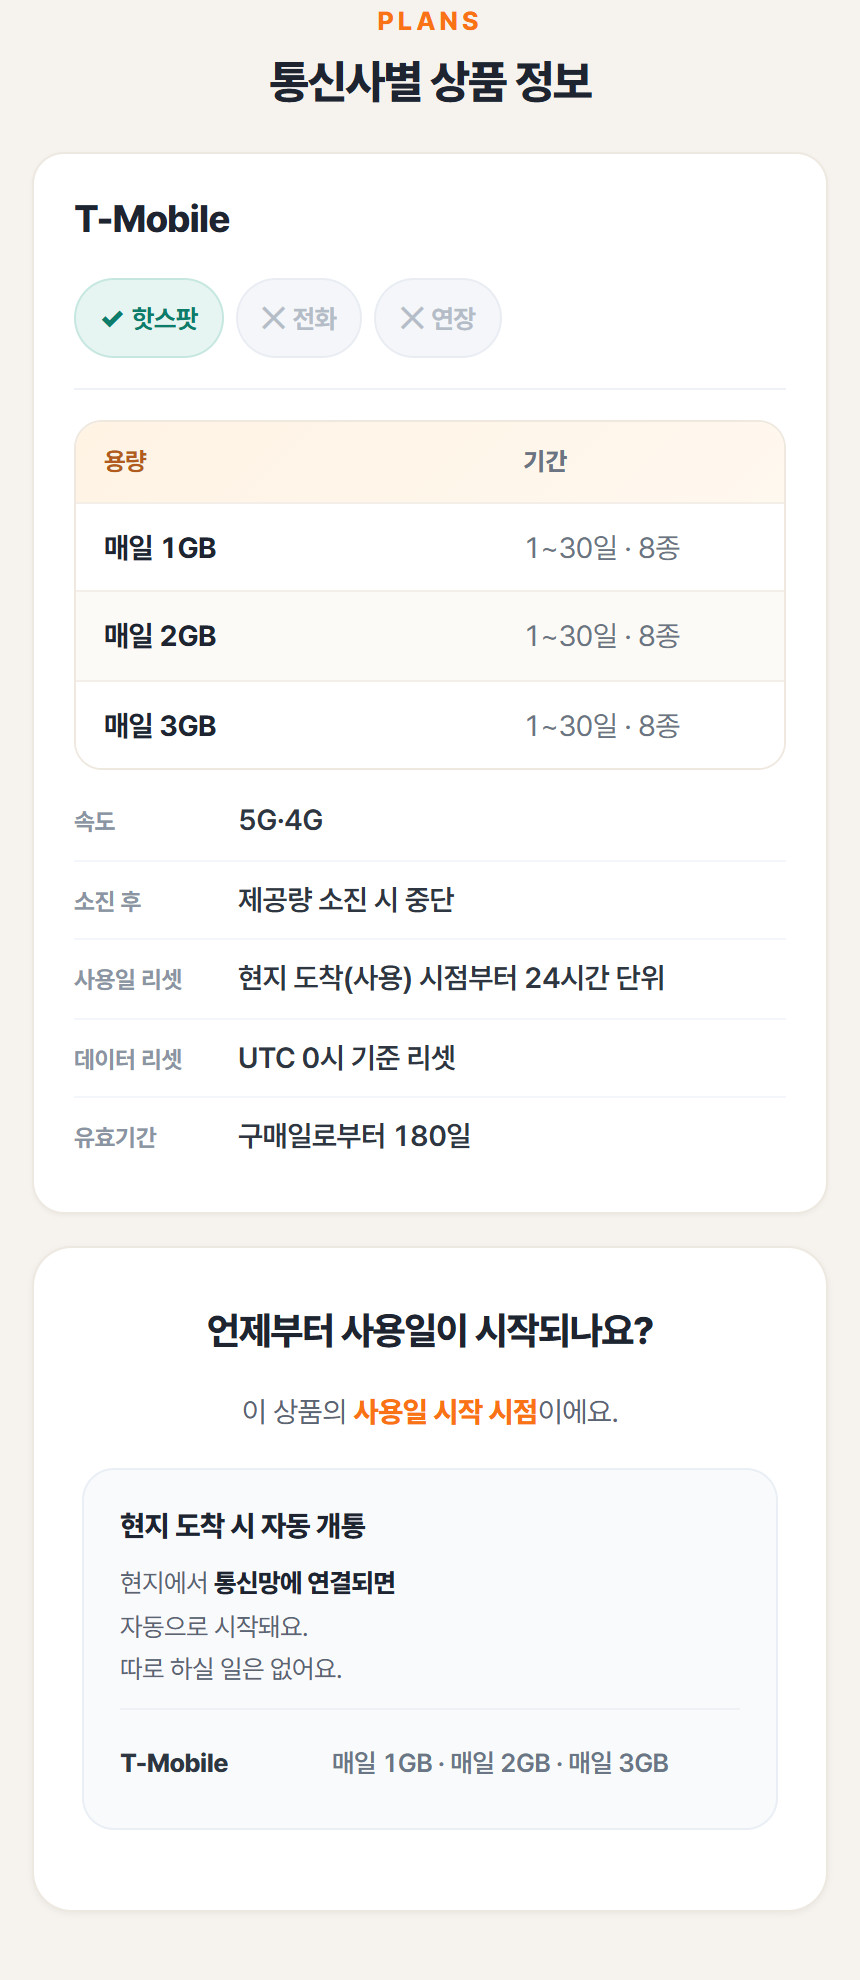 PLANS
통신사별 상품 정보
T-Mobile
✓ 핫스팟 ✕ 전화 ✕ 연장
용량 기간
매일 1GB 1~30일 · 8종
매일 2GB 1~30일 · 8종
매일 3GB 1~30일 · 8종
속도 5G·4G
소진 후 제공량 소진 시 중단
사용일 리셋 현지 도착(사용) 시점부터 24시간 단위
데이터 리셋 UTC 0시 기준 리셋
유효기간 구매일로부터 180일
언제부터 사용일이 시작되나요?
이 상품의 사용일 시작 시점이에요.
현지 도착 시 자동 개통
현지에서 통신망에 연결되면
자동으로 시작돼요.
따로 하실 일은 없어요.
T-Mobile 매일 1GB · 매일 2GB · 매일 3GB